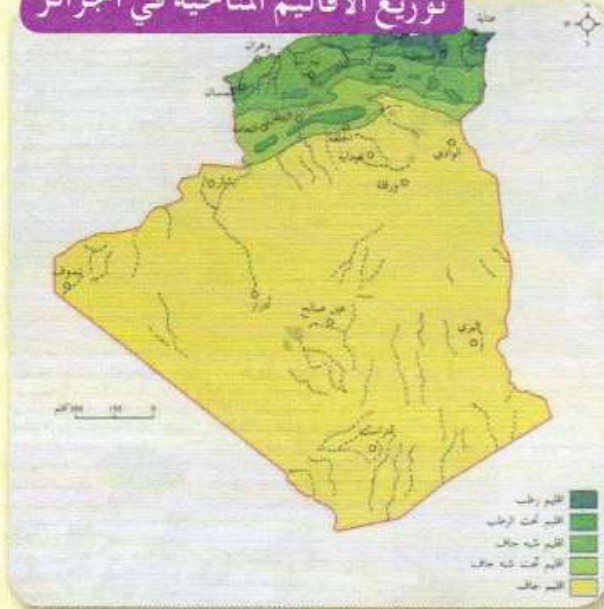 توزيع الأقاليم المناخية في الجزائر
عنابة
وهران
تلمسان
الوادي
ورقلة
بشار
تندوف
أدرار
عين صالح
إليزي
تمنراست
إقليم رطب
إقليم تحت الرطب
إقليم شبه جاف
إقليم تحت شبه جاف
إقليم جاف